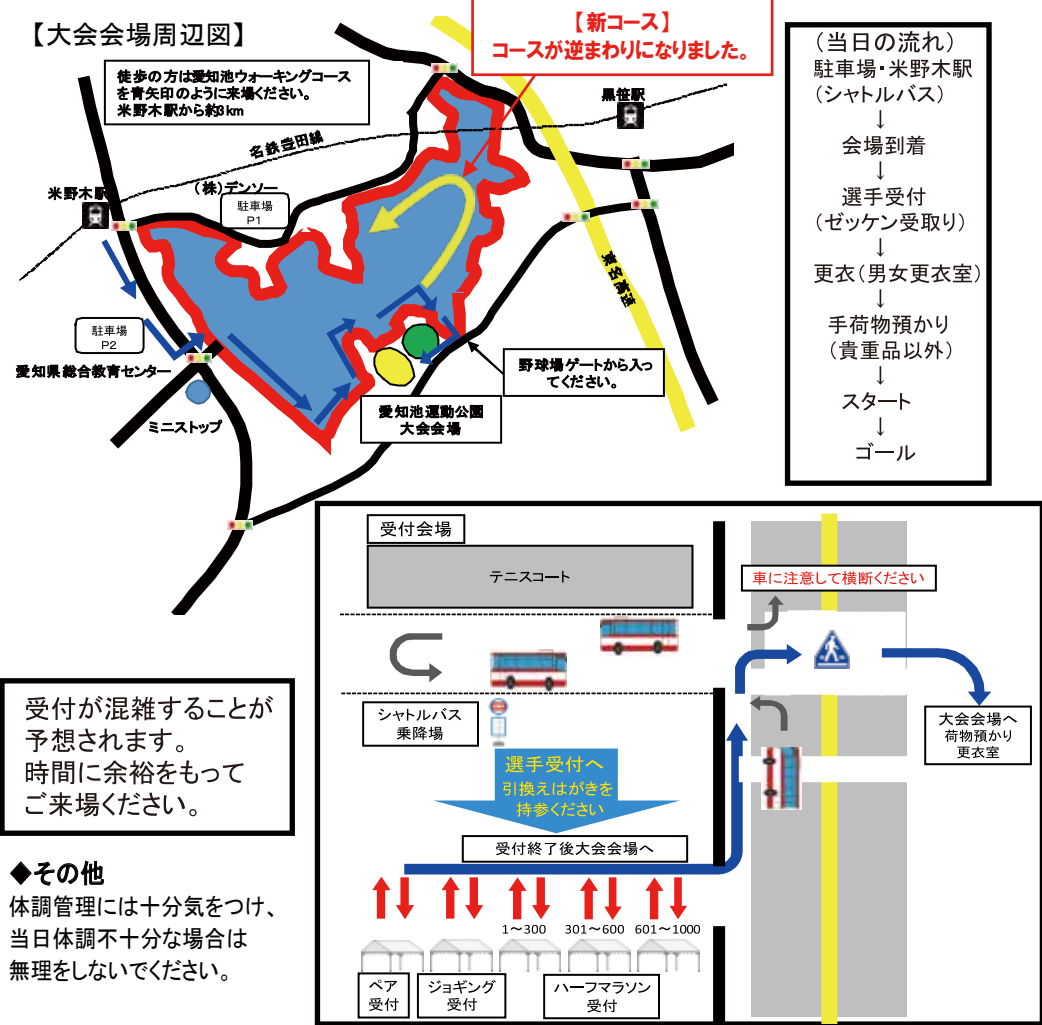 【大会会場周辺図】
【新コース】
コースが逆まわりになりました。
徒歩の方は愛知池ウォーキングコース
を青矢印のように来場ください。
米野木駅から約3km
黒笹駅
名鉄豊田線
米野木駅
(株)デンソー
駐車場
P1
東名高速
駐車場
P2
愛知県総合教育センター
ミニストップ
野球場ゲートから入っ
てください。
愛知池運動公園
大会会場
(当日の流れ)
駐車場・米野木駅
(シャトルバス)
↓
会場到着
↓
選手受付
(ゼッケン受取り)
↓
更衣(男女更衣室)
↓
手荷物預かり
(貴重品以外)
↓
スタート
↓
ゴール
受付が混雑することが
予想されます。
時間に余裕をもって
ご来場ください。
◆その他
体調管理には十分気をつけ、
当日体調不十分な場合は
無理をしないでください。
受付会場
テニスコート
車に注意して横断ください
シャトルバス
乗降場
選手受付へ
引換えはがきを
持参ください
大会会場へ
荷物預かり
更衣室
受付終了後大会会場へ
1～300
301～600
601～1000
ペア
受付
ジョギング
受付
ハーフマラソン
受付